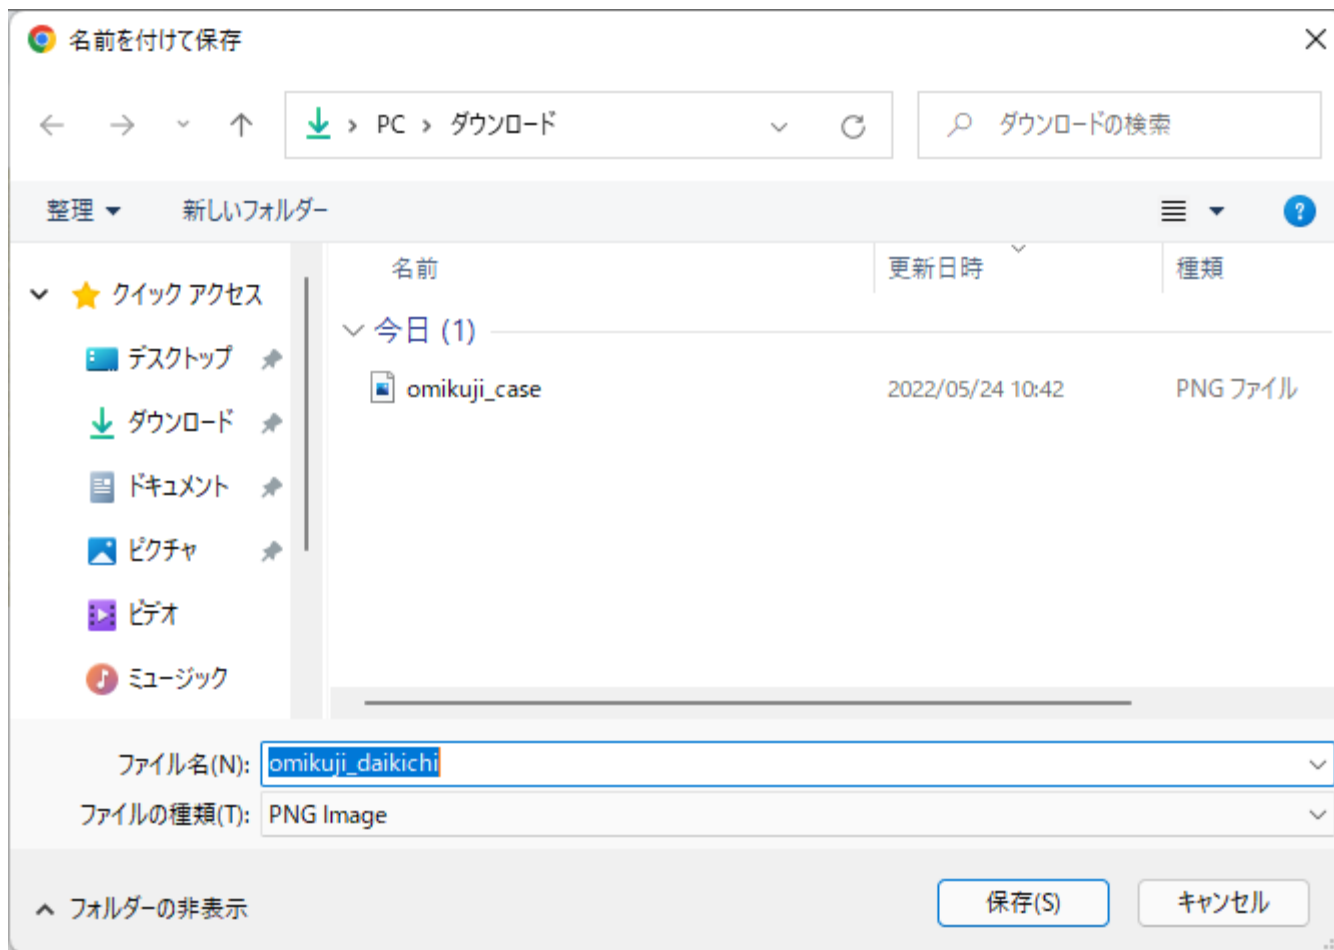 名前を付けて保存
PC › ダウンロード
ダウンロードの検索
整理
新しいフォルダー
名前
更新日時
種類
クイック アクセス
デスクトップ
ダウンロード
ドキュメント
ピクチャ
ビデオ
ミュージック
今日 (1)
omikuji_case 2022/05/24 10:42 PNG ファイル
ファイル名(N): omikuji_daikichi
ファイルの種類(T): PNG Image
フォルダーの非表示
保存(S)
キャンセル